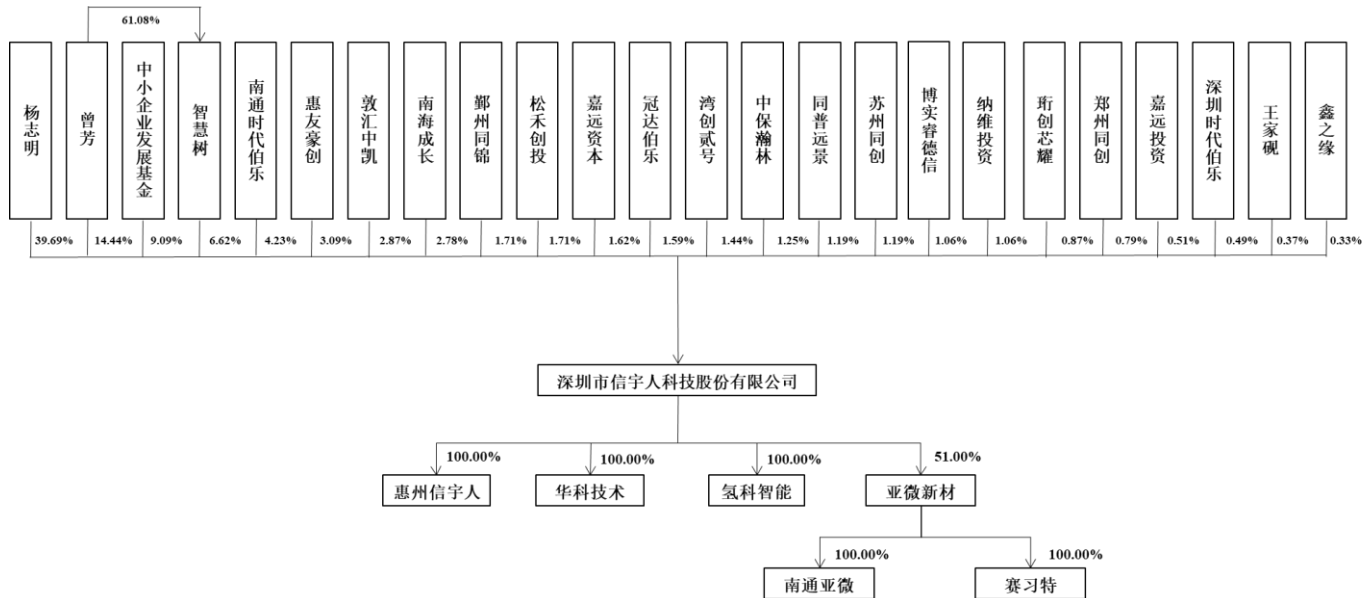 61.08%
杨志明
曾芳
中小企业发展基金
智慧树
南通时代伯乐
惠友豪创
敦汇中凯
南海成长
鄞州同锦
松禾创投
嘉远资本
冠达伯乐
湾创贰号
中保瀚林
同普远景
苏州同创
博实睿德信
纳维投资
珩创芯耀
郑州同创
嘉远投资
深圳时代伯乐
王家砚
鑫之缘
39.69%
14.44%
9.09%
6.62%
4.23%
3.09%
2.87%
2.78%
1.71%
1.71%
1.62%
1.59%
1.44%
1.25%
1.19%
1.19%
1.06%
1.06%
0.87%
0.79%
0.51%
0.49%
0.37%
0.33%
深圳市信宇人科技股份有限公司
100.00%
100.00%
100.00%
51.00%
惠州信宇人
华科技术
氢科智能
亚微新材
100.00%
100.00%
南通亚微
赛习特